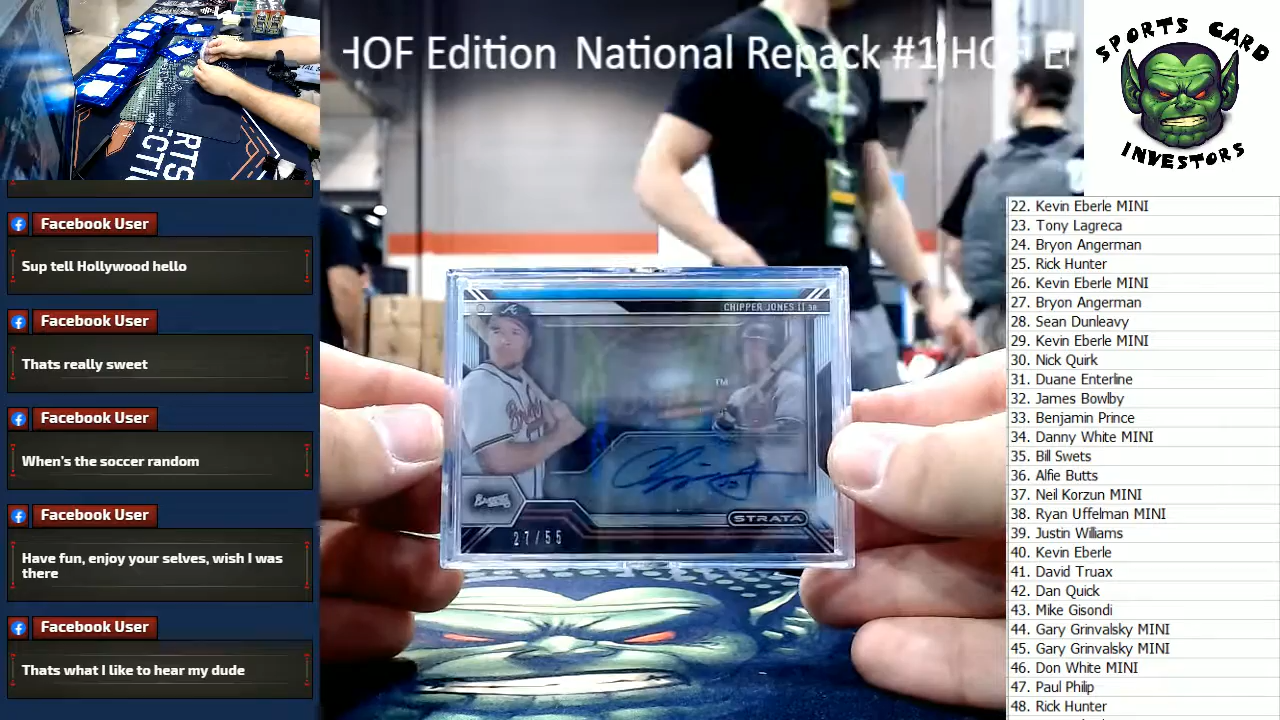 HOF Edition National Repack #1 HOF
SPORTS CARD
INVESTORS
Facebook User
Sup tell Hollywood hello
Facebook User
Thats really sweet
Facebook User
When's the soccer random
Facebook User
Have fun, enjoy your selves, wish I was
there
Facebook User
Thats what I like to hear my dude
CHIPPER JONES II 3B
Braves
TM
STRATA
27/55
22. Kevin Eberle MINI
23. Tony Lagreca
24. Bryon Angerman
25. Rick Hunter
26. Kevin Eberle MINI
27. Bryon Angerman
28. Sean Dunleavy
29. Kevin Eberle MINI
30. Nick Quirk
31. Duane Enterline
32. James Bowlby
33. Benjamin Prince
34. Danny White MINI
35. Bill Swets
36. Alfie Butts
37. Neil Korzun MINI
38. Ryan Uffelman MINI
39. Justin Williams
40. Kevin Eberle
41. David Truax
42. Dan Quick
43. Mike Gisondi
44. Gary Grinvalsky MINI
45. Gary Grinvalsky MINI
46. Don White MINI
47. Paul Philip
48. Rick Hunter